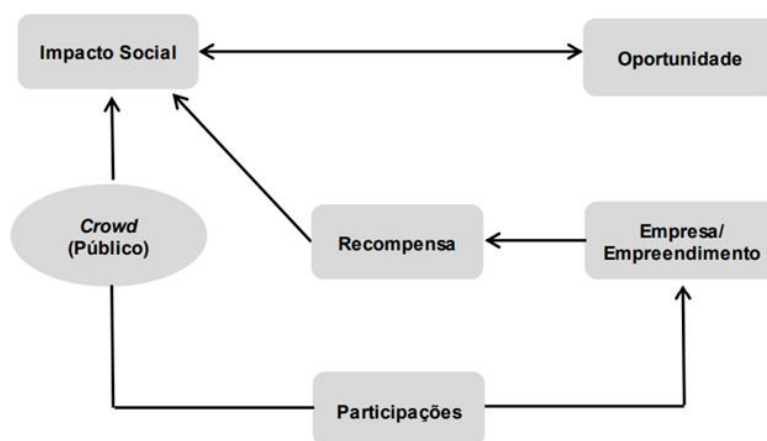 Impacto Social
Oportunidade
Crowd
(Público)
Recompensa
Empresa/
Empreendimento
Participações